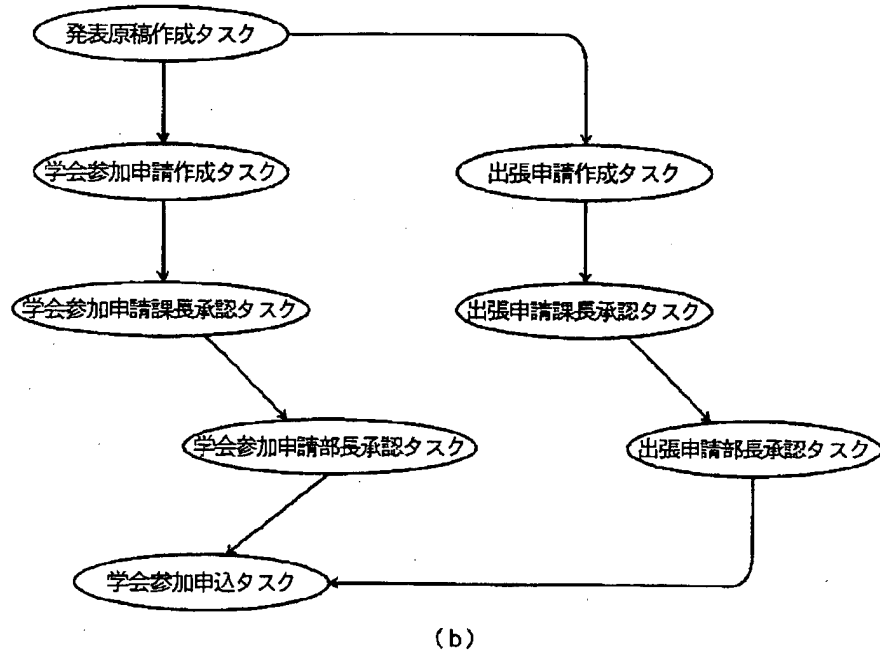 発表原稿作成タスク
学会参加申請作成タスク
出張申請作成タスク
学会参加申請課長承認タスク
出張申請課長承認タスク
学会参加申請部長承認タスク
出張申請部長承認タスク
学会参加申込タスク
(b)